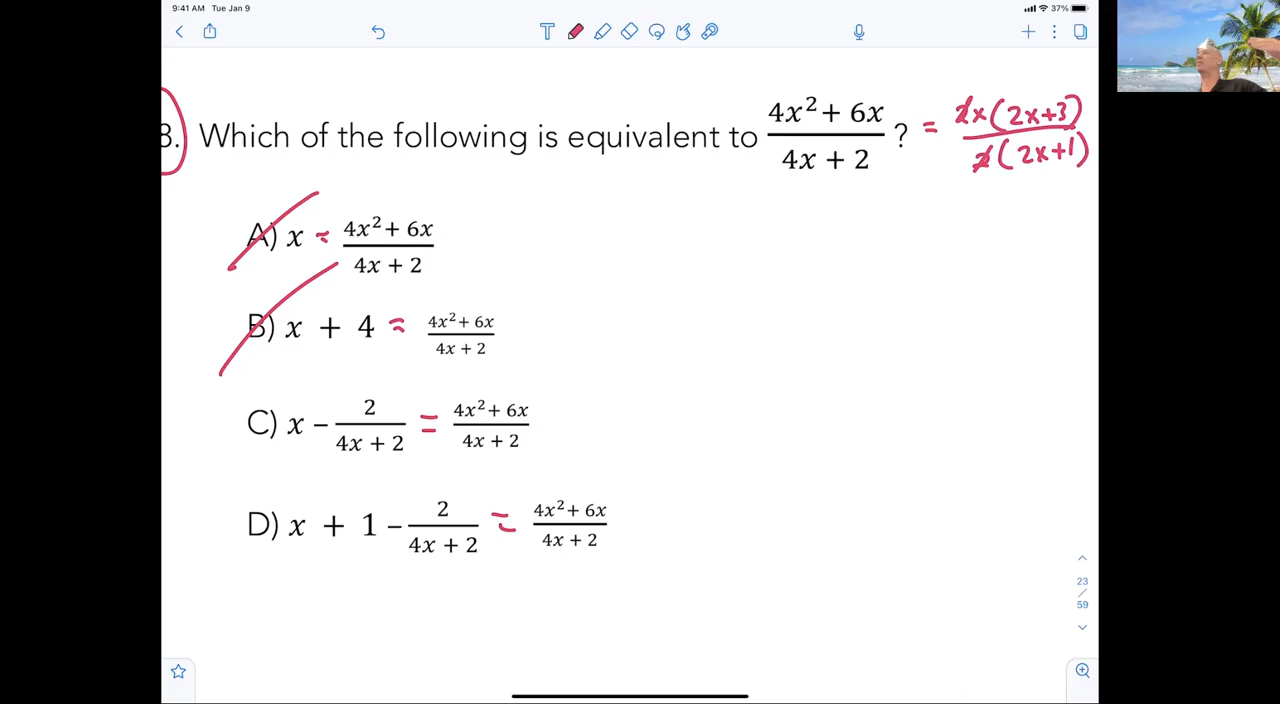 9:41 AM Tue Jan 9
37%
8. Which of the following is equivalent to (4x² + 6x)/(4x + 2) ? = 2x(2x+3)/2(2x+1)
A) x = (4x² + 6x)/(4x + 2)
B) x + 4 = (4x² + 6x)/(4x + 2)
C) x − 2/(4x + 2) = (4x² + 6x)/(4x + 2)
D) x + 1 − 2/(4x + 2) = (4x² + 6x)/(4x + 2)
23
/
59